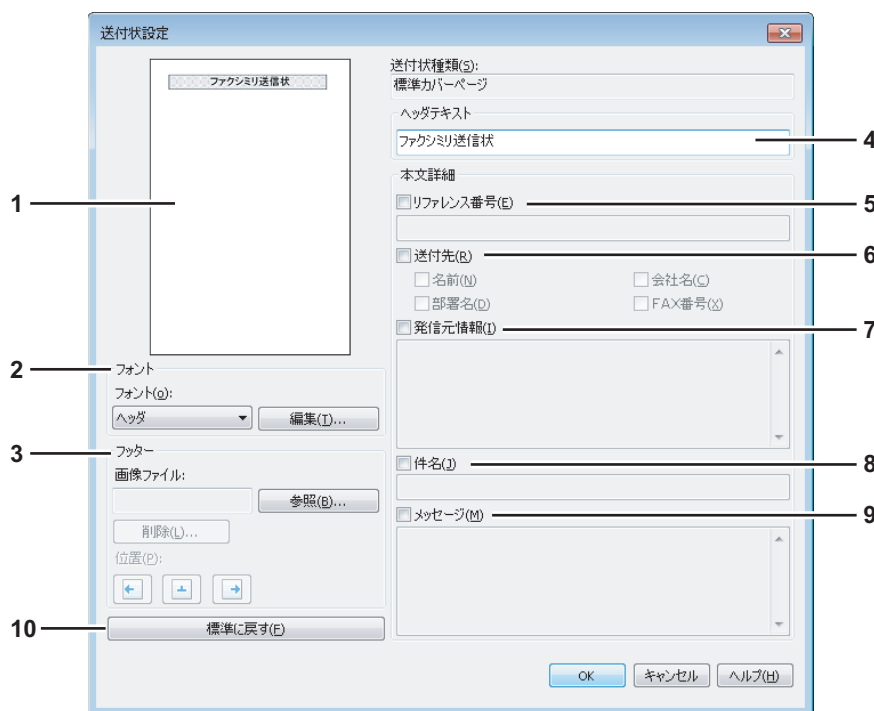 送付状設定
ファクシミリ送信状
送付状種類(S):
標準カバーページ
ヘッダテキスト
ファクシミリ送信状
4
本文詳細
1
リファレンス番号(E)
5
送付先(R)
6
名前(N)
会社名(C)
部署名(D)
FAX番号(X)
発信元情報(I)
7
2
フォント
フォント(o):
ヘッダ
編集(T)...
3
フッター
画像ファイル:
参照(B)...
削除(L)...
位置(P):
件名(J)
8
メッセージ(M)
9
10
標準に戻す(F)
OK
キャンセル
ヘルプ(H)